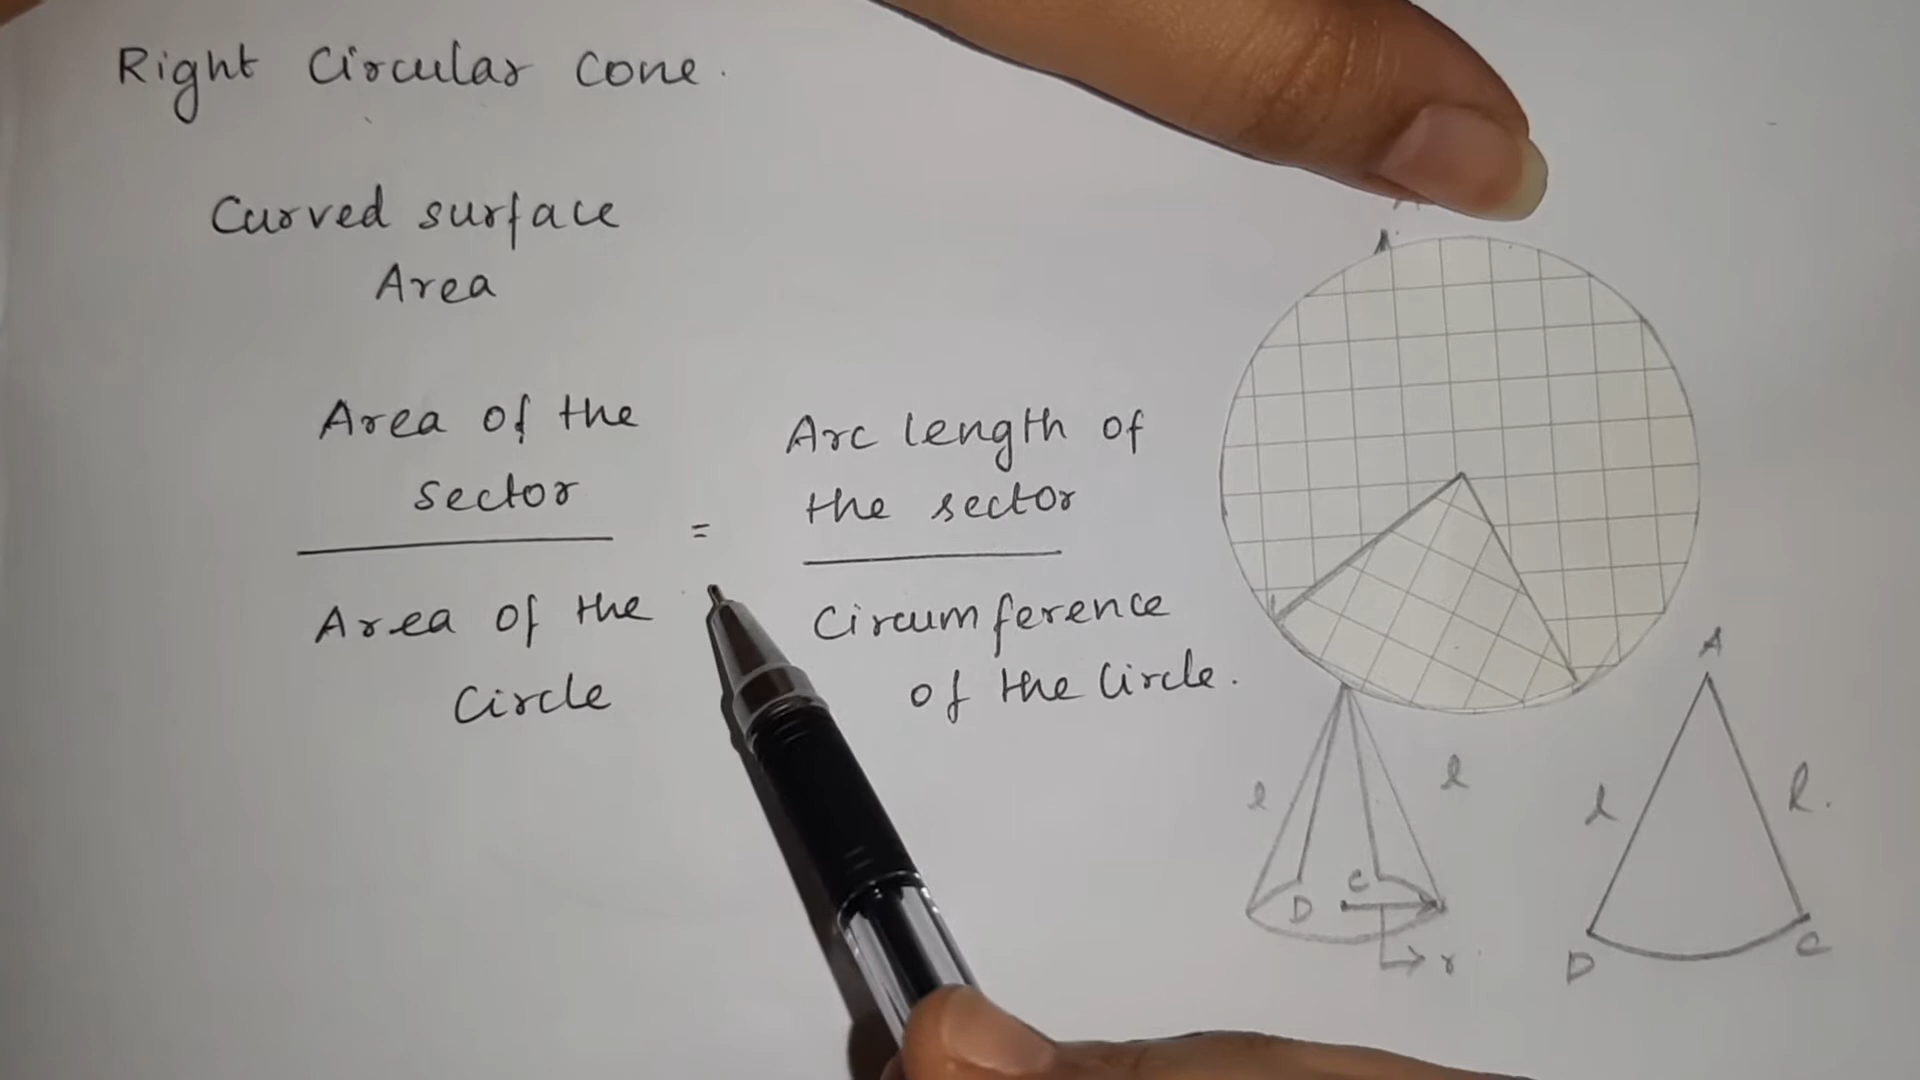 Right Circular Cone.
Curved surface
Area
Area of the
sector
Area of the
Circle
=
Arc length of
the sector
Circumference
of the Circle.
A
l
l
D
C
r
A
l
l.
D
C